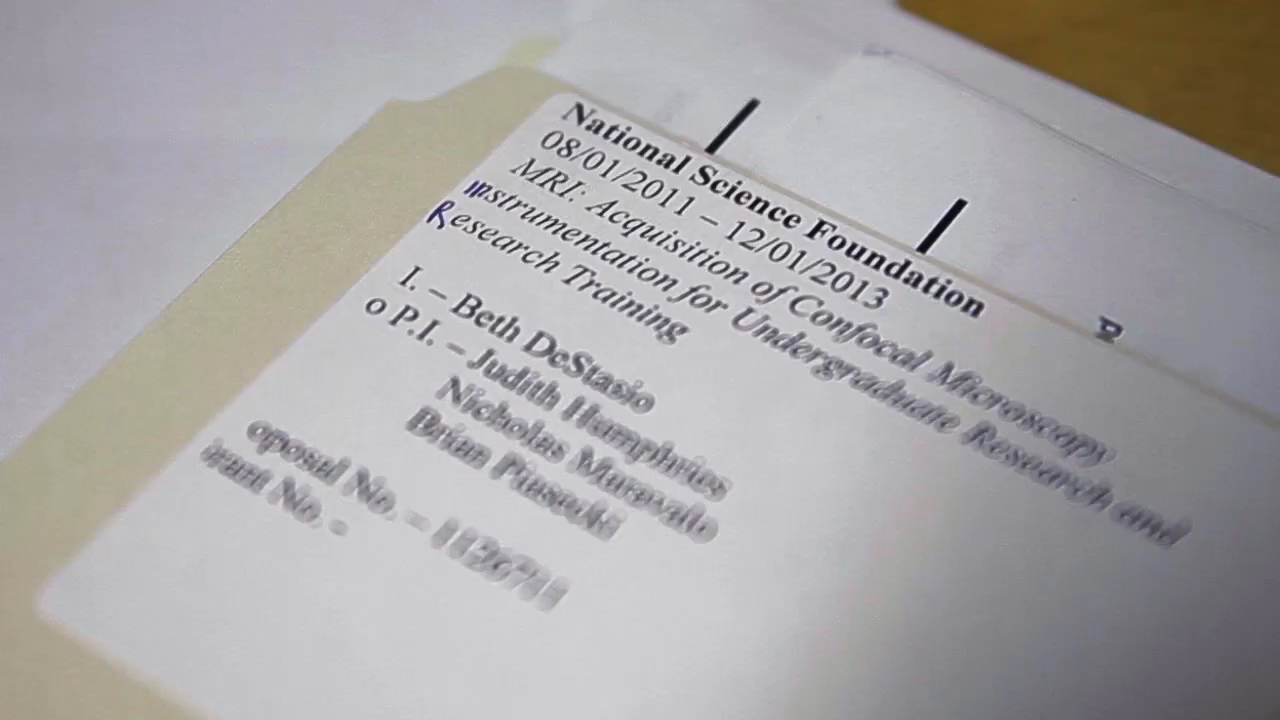 National Science Foundation
08/01/2011 – 12/01/2013
MRI: Acquisition of Confocal Microscopy
Instrumentation for Undergraduate Research and
Research Training
I. – Beth DeStasio
o P.I. – Judith Humphries
Nicholas Maravolo
Brian Piasecki
oposal No. –
rant No. -